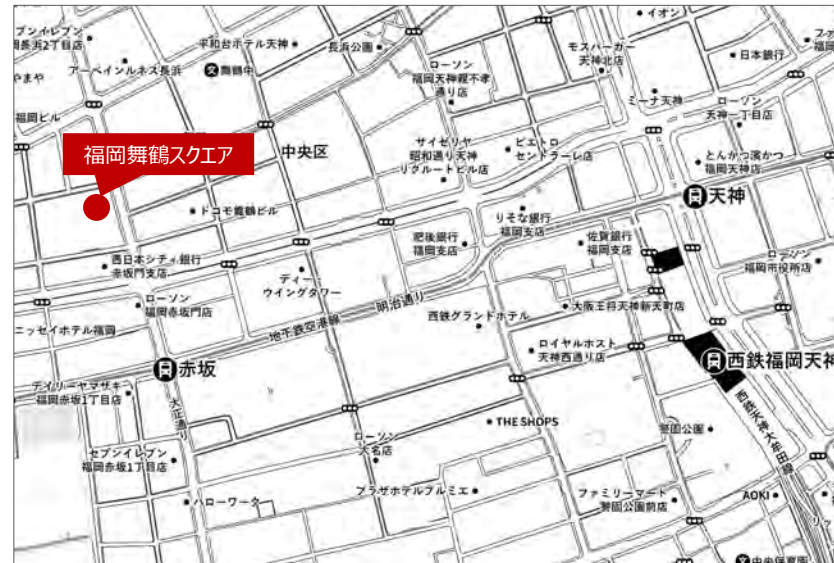 イオン
ブンイレブン
岡長浜2丁目店
平和台ホテル天神
長浜公園
モスバーガー
天神北店
日本銀行
アーベインルネス長浜
舞鶴中
ローソン
福岡天神親不孝
通り店
やまや
ミーナ天神
ローソン
天神一丁目店
福岡ビル
福岡舞鶴スクエア
中央区
サイゼリヤ
昭和通り天神
リクルートビル店
ピエトロ
セントラーレ店
とんかつ濵かつ
福岡天神店
天神
ドコモ舞鶴ビル
りそな銀行
福岡支店
肥後銀行
福岡支店
佐賀銀行
福岡支店
西日本シティ銀行
赤坂門支店
ローソン
福岡市役所店
ディー
ウイングタワー
ローソン
福岡赤坂門店
明治通り
大阪王将天神新天町店
ニッセイホテル福岡
地下鉄空港線
西鉄グランドホテル
ロイヤルホスト
天神西通り店
西鉄福岡天神
赤坂
デイリーヤマザキ
福岡赤坂1丁目店
大正通り
西鉄天神大牟田線
THE SHOPS
警固公園
ローソン
大名店
セブンイレブン
福岡赤坂1丁目店
プラザホテルプルミエ
ファミリーマート
警固公園前店
AOKI
ハローワーク
中央保育園